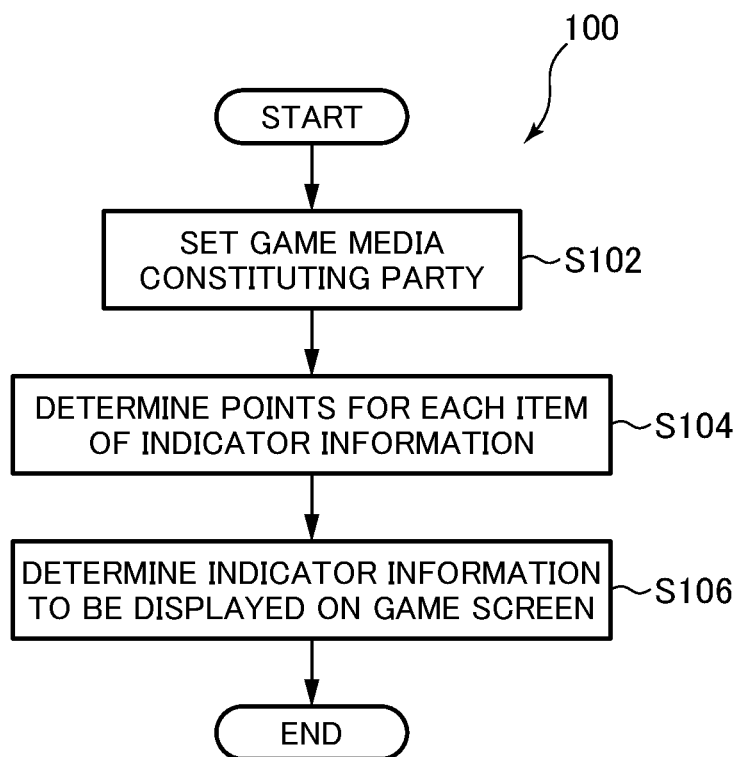 100
START
SET GAME MEDIA
CONSTITUTING PARTY
S102
DETERMINE POINTS FOR EACH ITEM
OF INDICATOR INFORMATION
S104
DETERMINE INDICATOR INFORMATION
TO BE DISPLAYED ON GAME SCREEN
S106
END